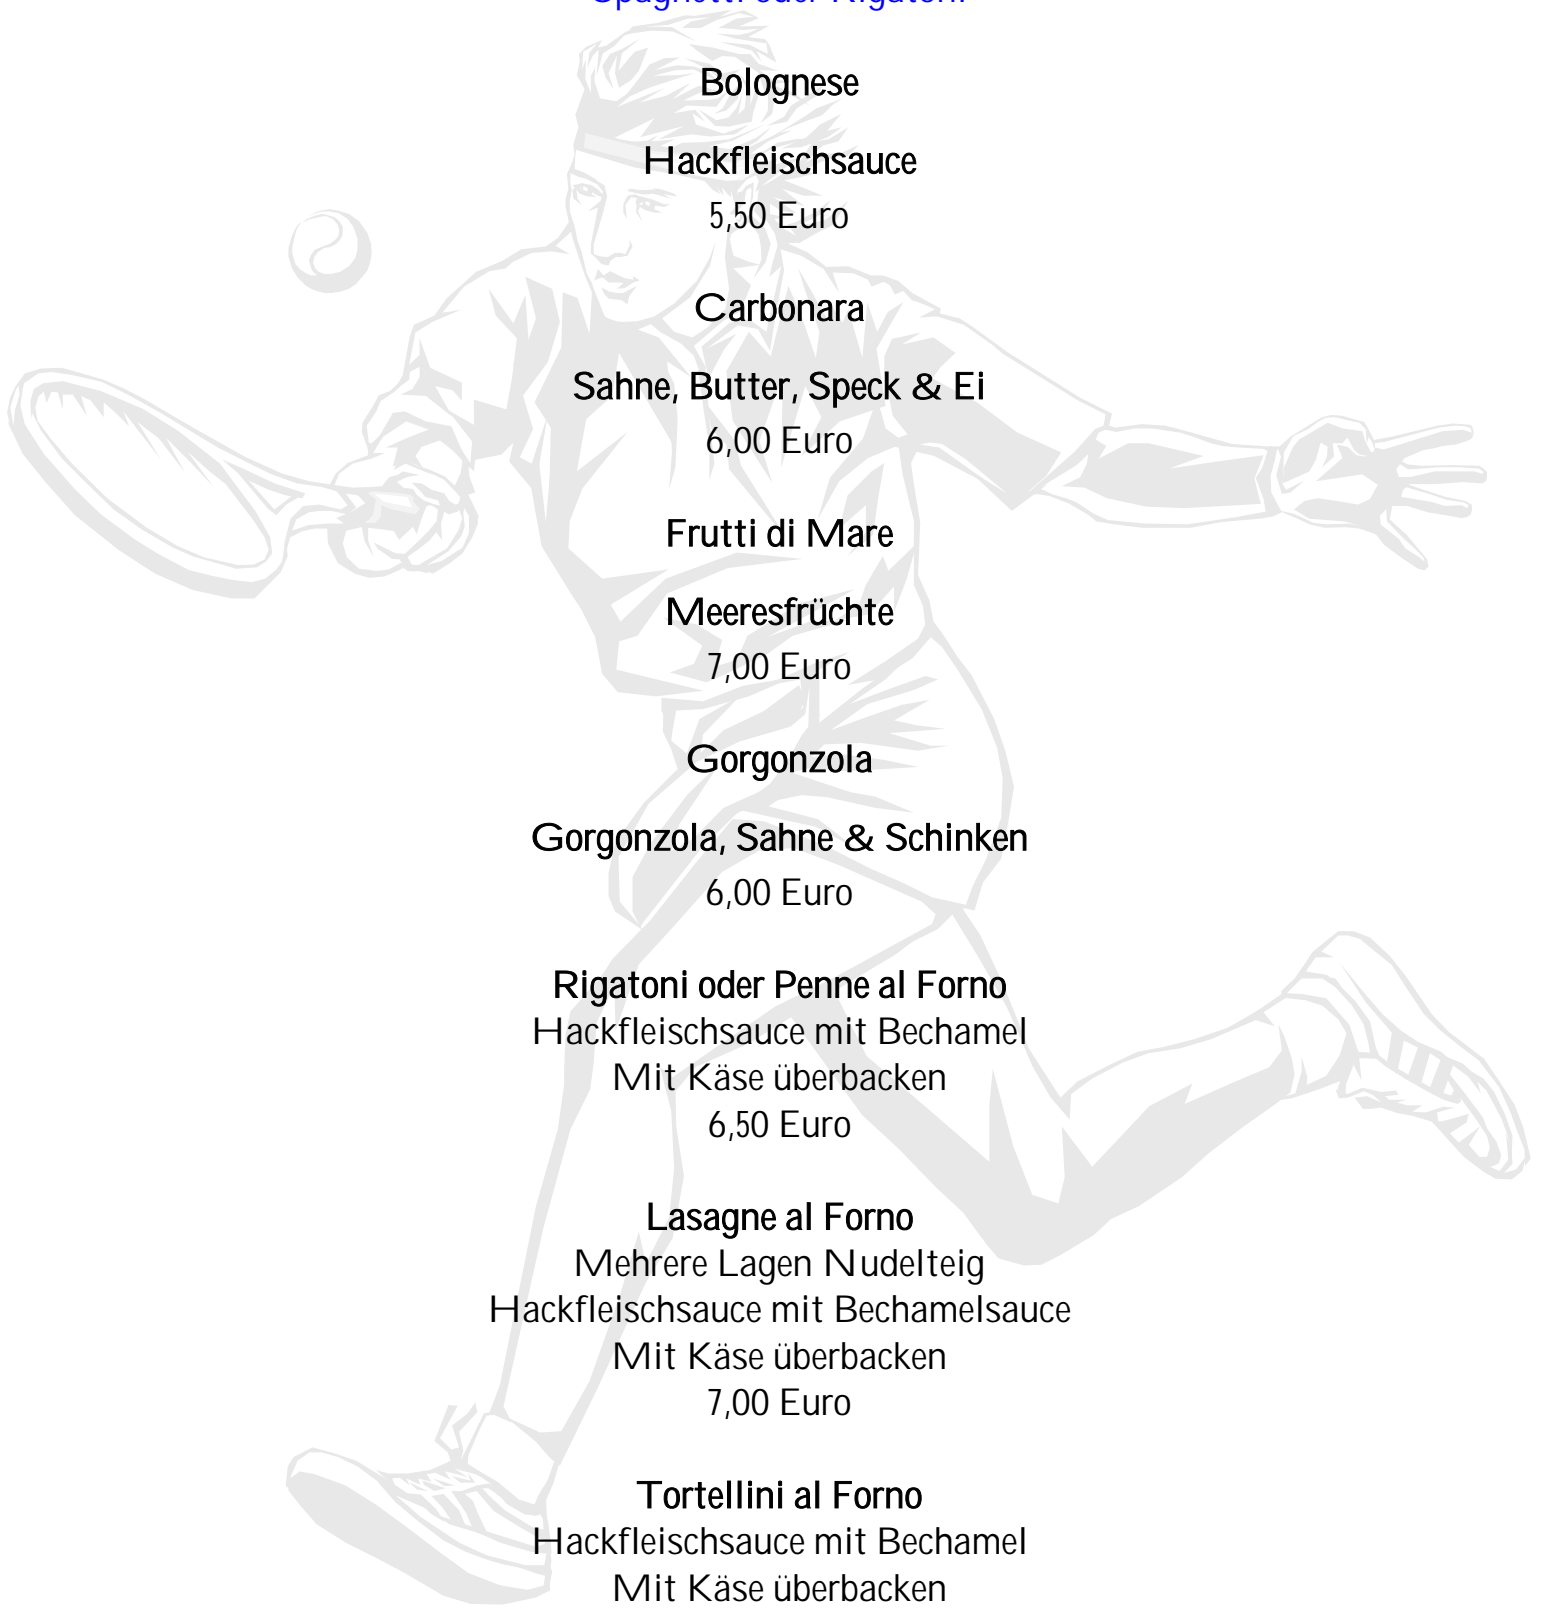 Spaghetti oder Rigatoni
Bolognese
Hackfleischsauce
5,50 Euro
Carbonara
Sahne, Butter, Speck & Ei
6,00 Euro
Frutti di Mare
Meeresfrüchte
7,00 Euro
Gorgonzola
Gorgonzola, Sahne & Schinken
6,00 Euro
Rigatoni oder Penne al Forno
Hackfleischsauce mit Bechamel
Mit Käse überbacken
6,50 Euro
Lasagne al Forno
Mehrere Lagen Nudelteig
Hackfleischsauce mit Bechamelsauce
Mit Käse überbacken
7,00 Euro
Tortellini al Forno
Hackfleischsauce mit Bechamel
Mit Käse überbacken